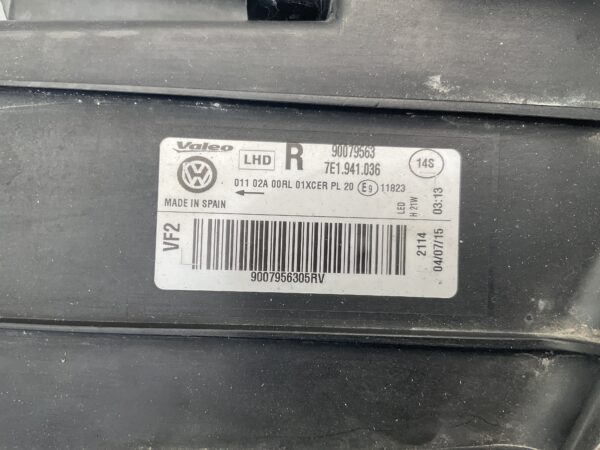 Valeo
LHD R 90079563
7E1.941.036
14S
011 02A 00RL 01XCER PL 20 E9 11823
MADE IN SPAIN
LED
H 21W
03:13
VF2
2114
04/07/15
9007956305RV